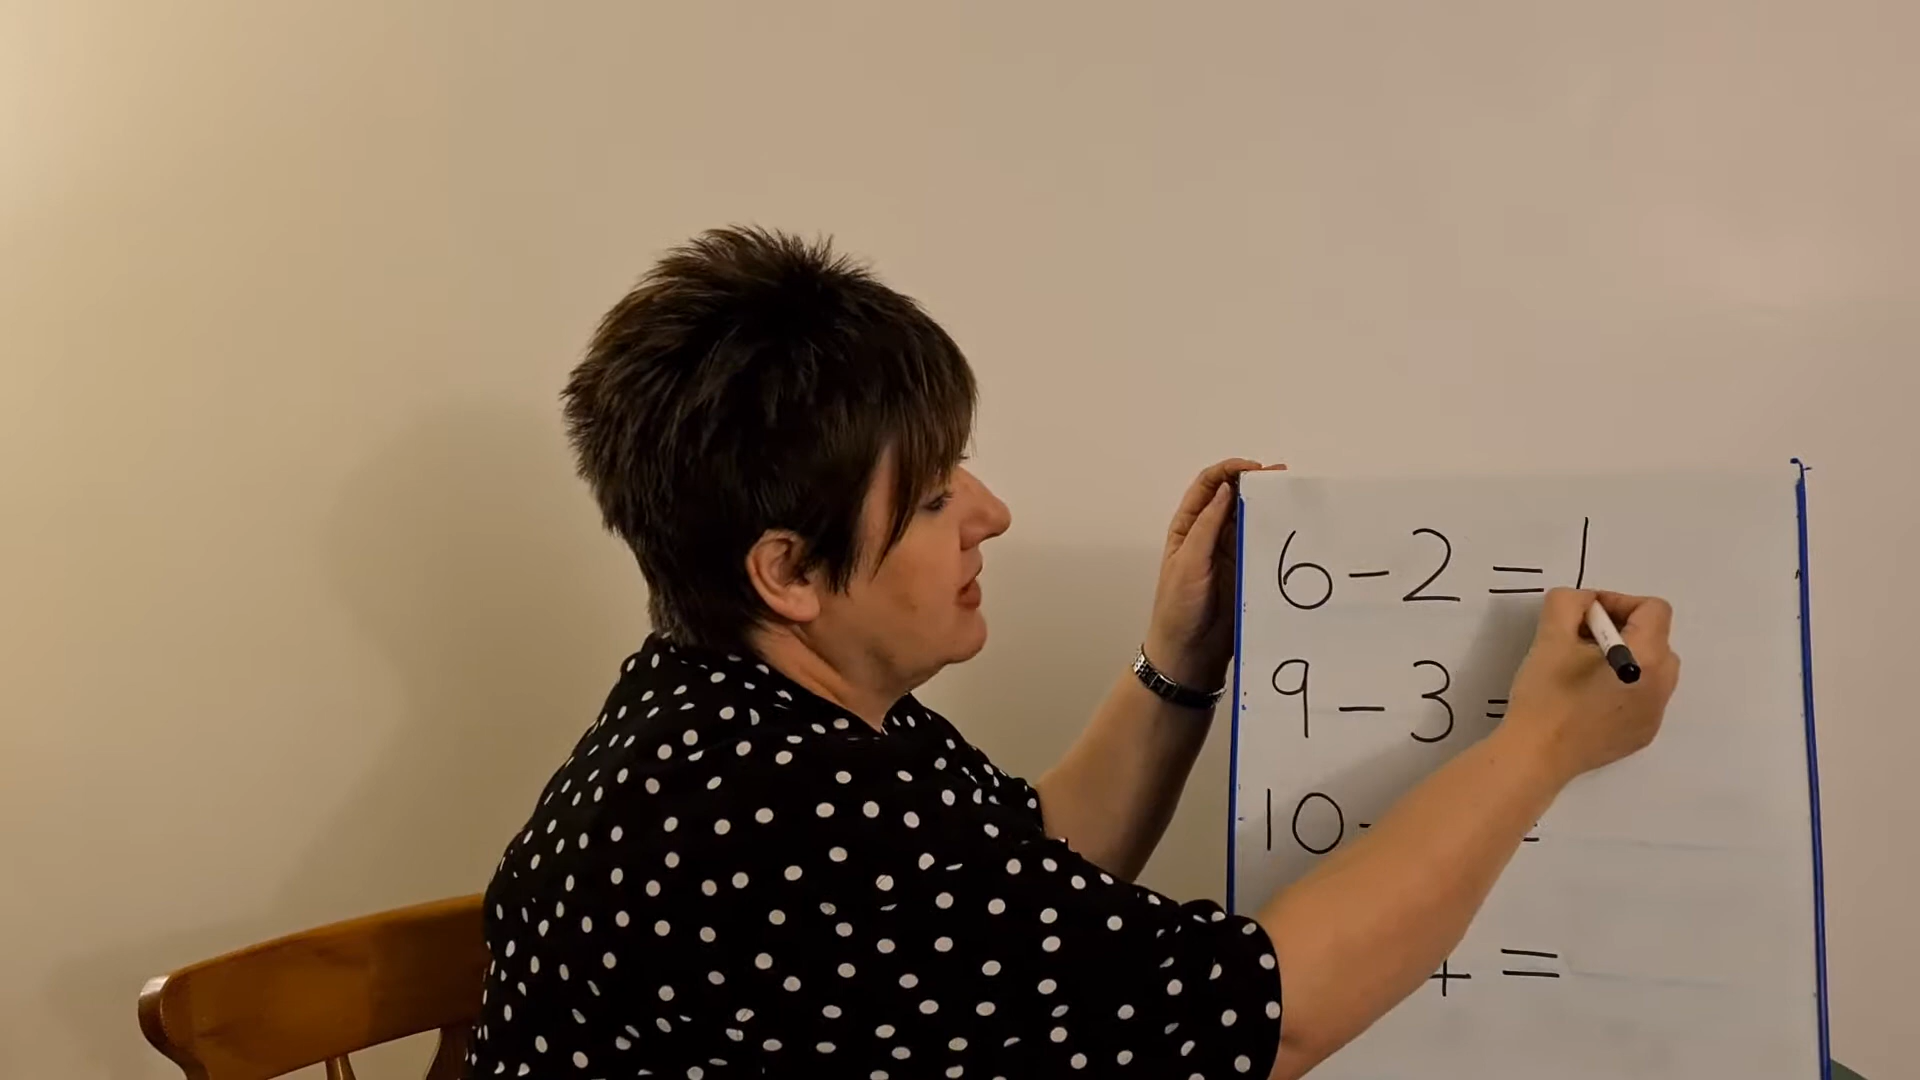 6 - 2 =
9 - 3 =
10 - =
4 =